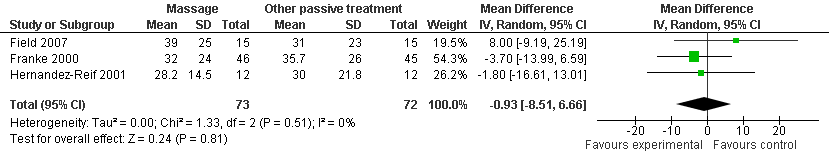 Massage Other passive treatment Mean Difference Mean Difference
Study or Subgroup Mean SD Total Mean SD Total Weight IV, Random, 95% CI IV, Random, 95% CI
Field 2007 39 25 15 31 23 15 19.5% 8.00 [-9.19, 25.19]
Franke 2000 32 24 46 35.7 26 45 54.3% -3.70 [-13.99, 6.59]
Hernandez-Reif 2001 28.2 14.5 12 30 21.8 12 26.2% -1.80 [-16.61, 13.01]
Total (95% CI) 73 72 100.0% -0.93 [-8.51, 6.66]
Heterogeneity: Tau² = 0.00; Chi² = 1.33, df = 2 (P = 0.51); I² = 0%
Test for overall effect: Z = 0.24 (P = 0.81)
-20 -10 0 10 20
Favours experimental Favours control